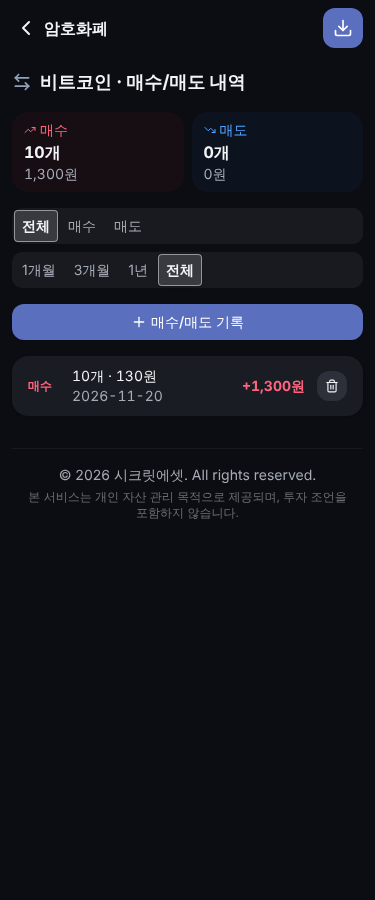 암호화폐
비트코인 · 매수/매도 내역
매수
10개
1,300원
매도
0개
0원
전체 매수 매도
1개월 3개월 1년 전체
+ 매수/매도 기록
매수
10개 · 130원
2026-11-20
+1,300원
© 2026 시크릿에셋. All rights reserved.
본 서비스는 개인 자산 관리 목적으로 제공되며, 투자 조언을
포함하지 않습니다.